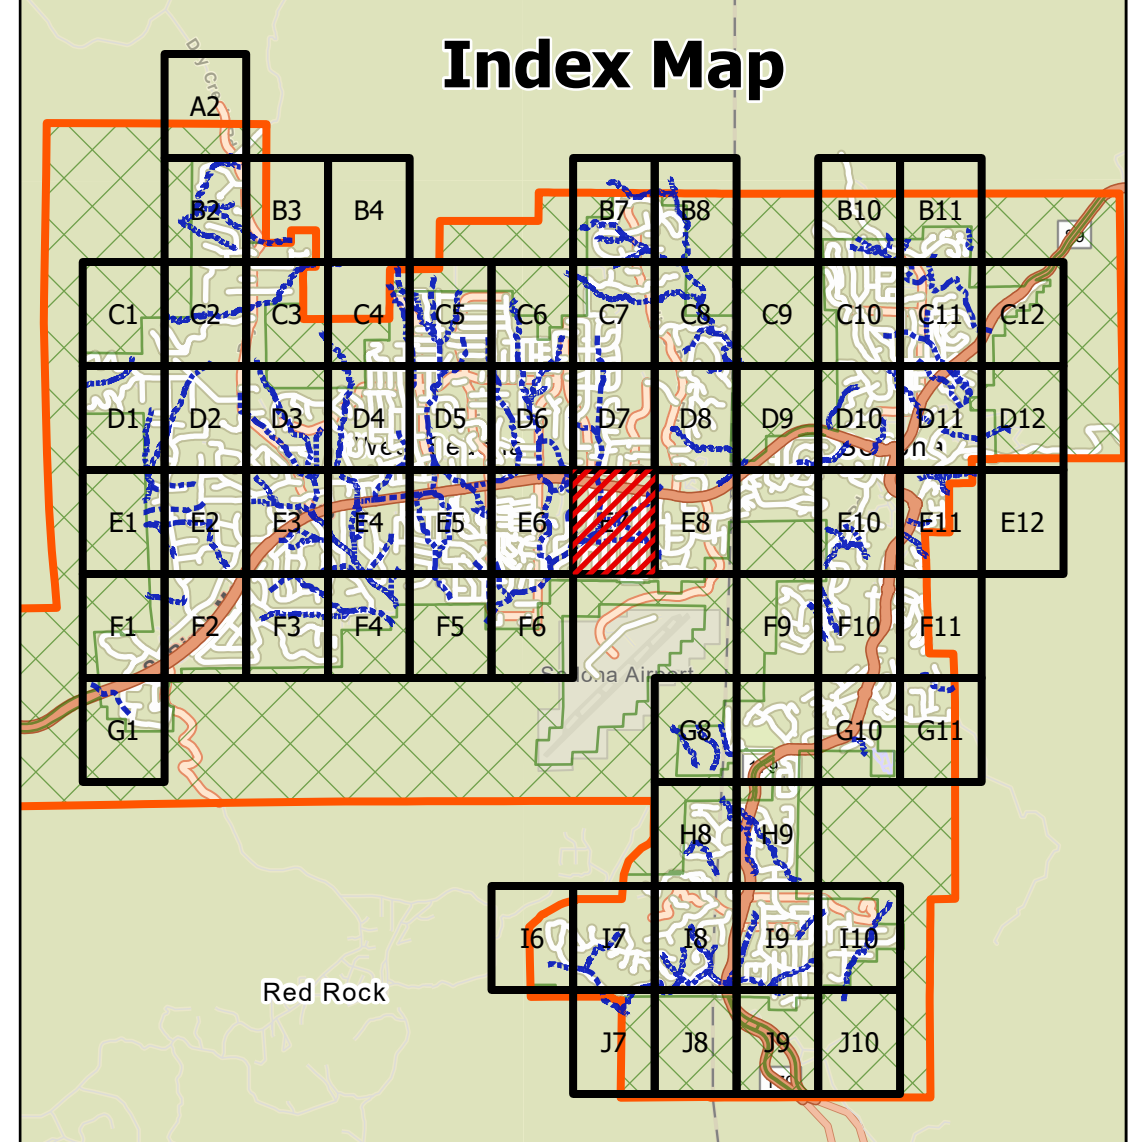 Index Map
A2
B2 B3 B4 B7 B8 B10 B11
C1 C2 C3 C4 C5 C6 C7 C8 C9 C10 C11 C12
D1 D2 D3 D4 D5 D6 D7 D8 D9 D10 D11 D12
E1 E2 E3 E4 E5 E6 E7 E8 E10 E11 E12
F1 F2 F3 F4 F5 F6 F9 F10 F11
Sedona Airport
G1 G8 G10 G11
H8 H9
I6 I7 I8 I9 I10
Red Rock
J7 J8 J9 J10